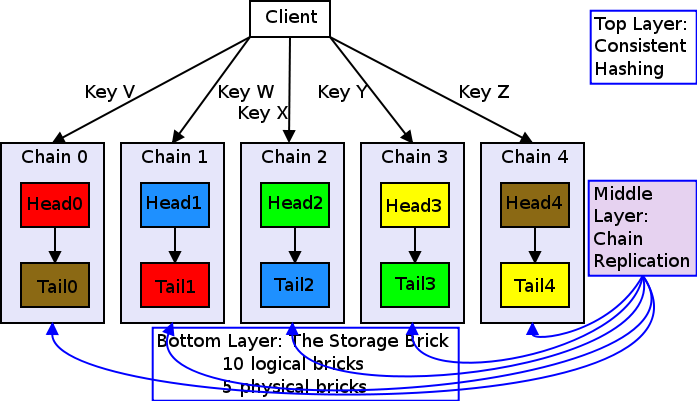 Client
Top Layer:
Consistent
Hashing
Key V
Key W
Key X
Key Y
Key Z
Chain 0
Chain 1
Chain 2
Chain 3
Chain 4
Head0
Head1
Head2
Head3
Head4
Middle
Layer:
Chain
Replication
Tail0
Tail1
Tail2
Tail3
Tail4
Bottom Layer: The Storage Brick
10 logical bricks
5 physical bricks